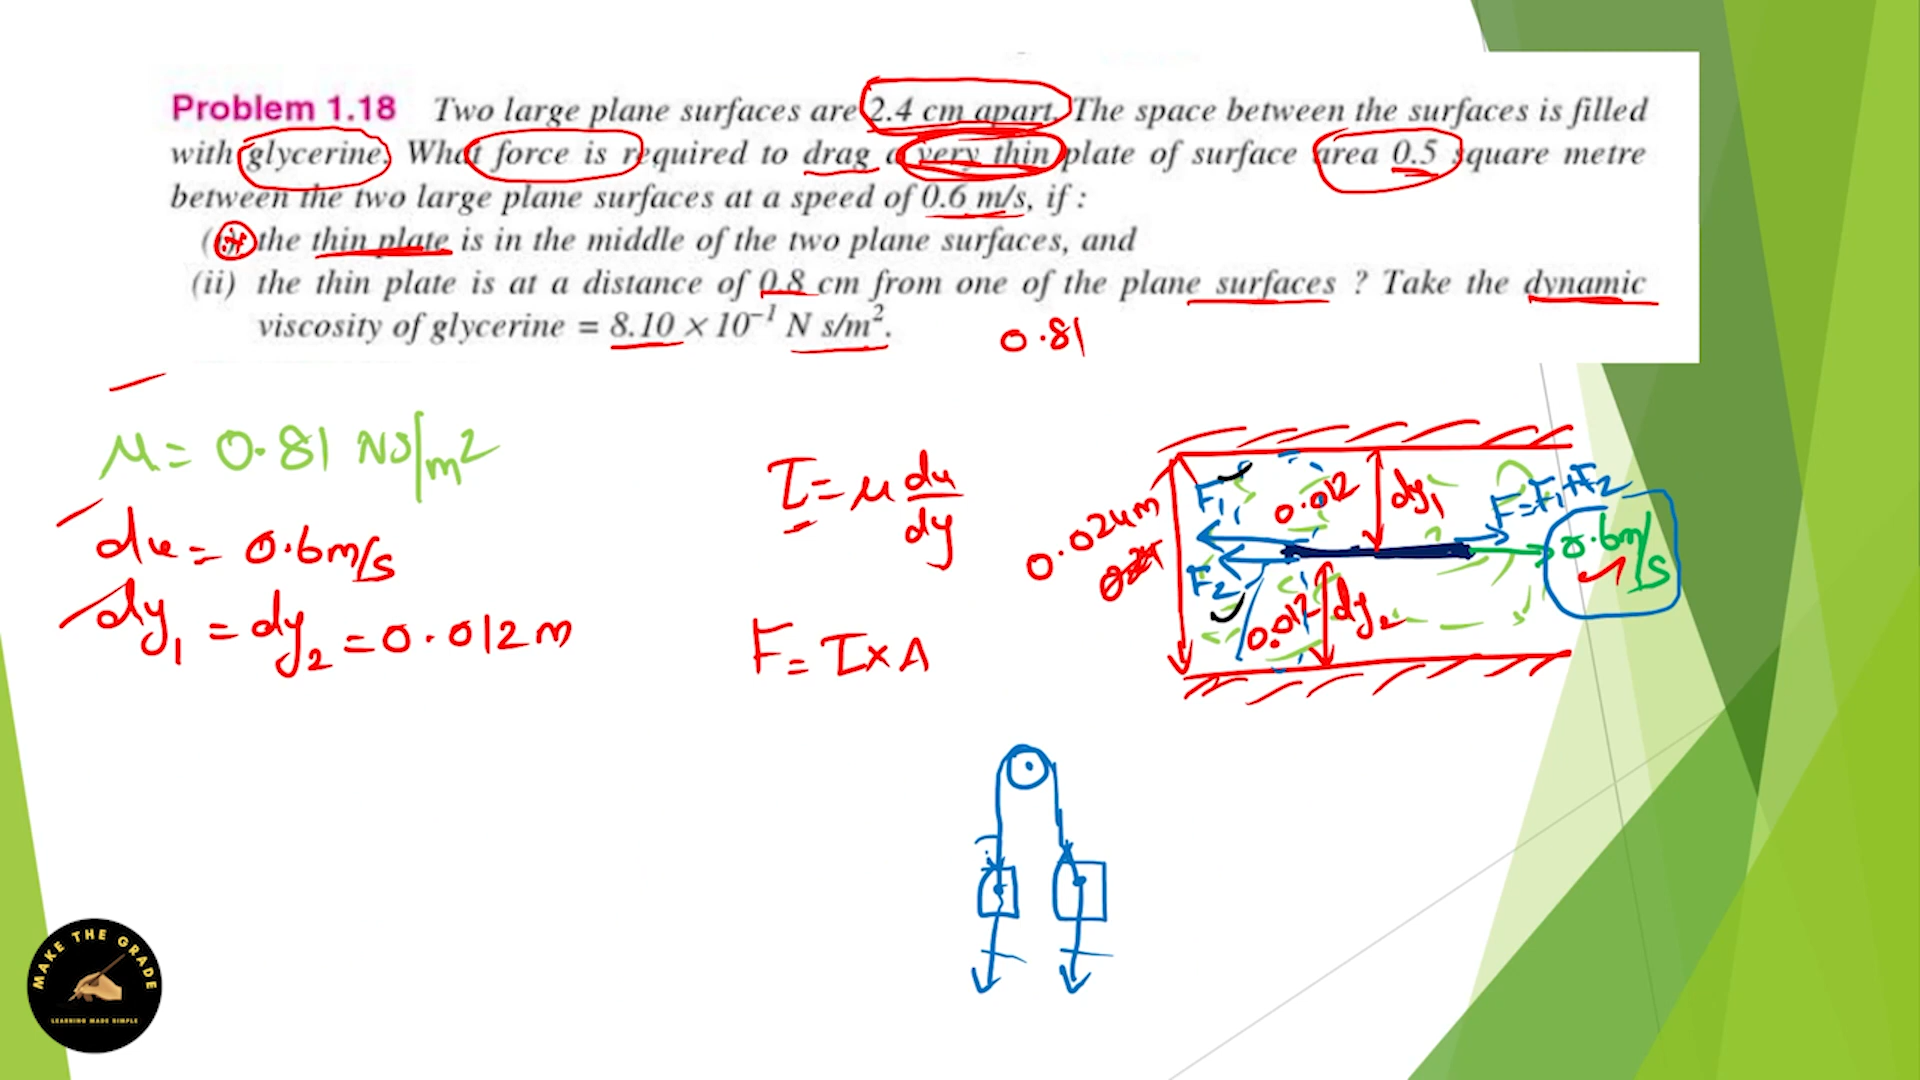 Problem 1.18 Two large plane surfaces are 2.4 cm apart. The space between the surfaces is filled
with glycerine. What force is required to drag a very thin plate of surface area 0.5 square metre
between the two large plane surfaces at a speed of 0.6 m/s, if :
the thin plate is in the middle of the two plane surfaces, and
(ii) the thin plate is at a distance of 0.8 cm from one of the plane surfaces ? Take the dynamic
viscosity of glycerine = 8.10 × 10⁻¹ N s/m².
0.81
μ = 0.81 NS/m²
du = 0.6m/s
dy₁ = dy₂ = 0.012 m
τ = μ du/dy
F = τ × A
0.024m
F₁
0.012
dy₁
F=F₁+F₂
0.6m/s
F₂
0.012
dy₂
MAKE THE GRADE
LEARNING MADE SIMPLE